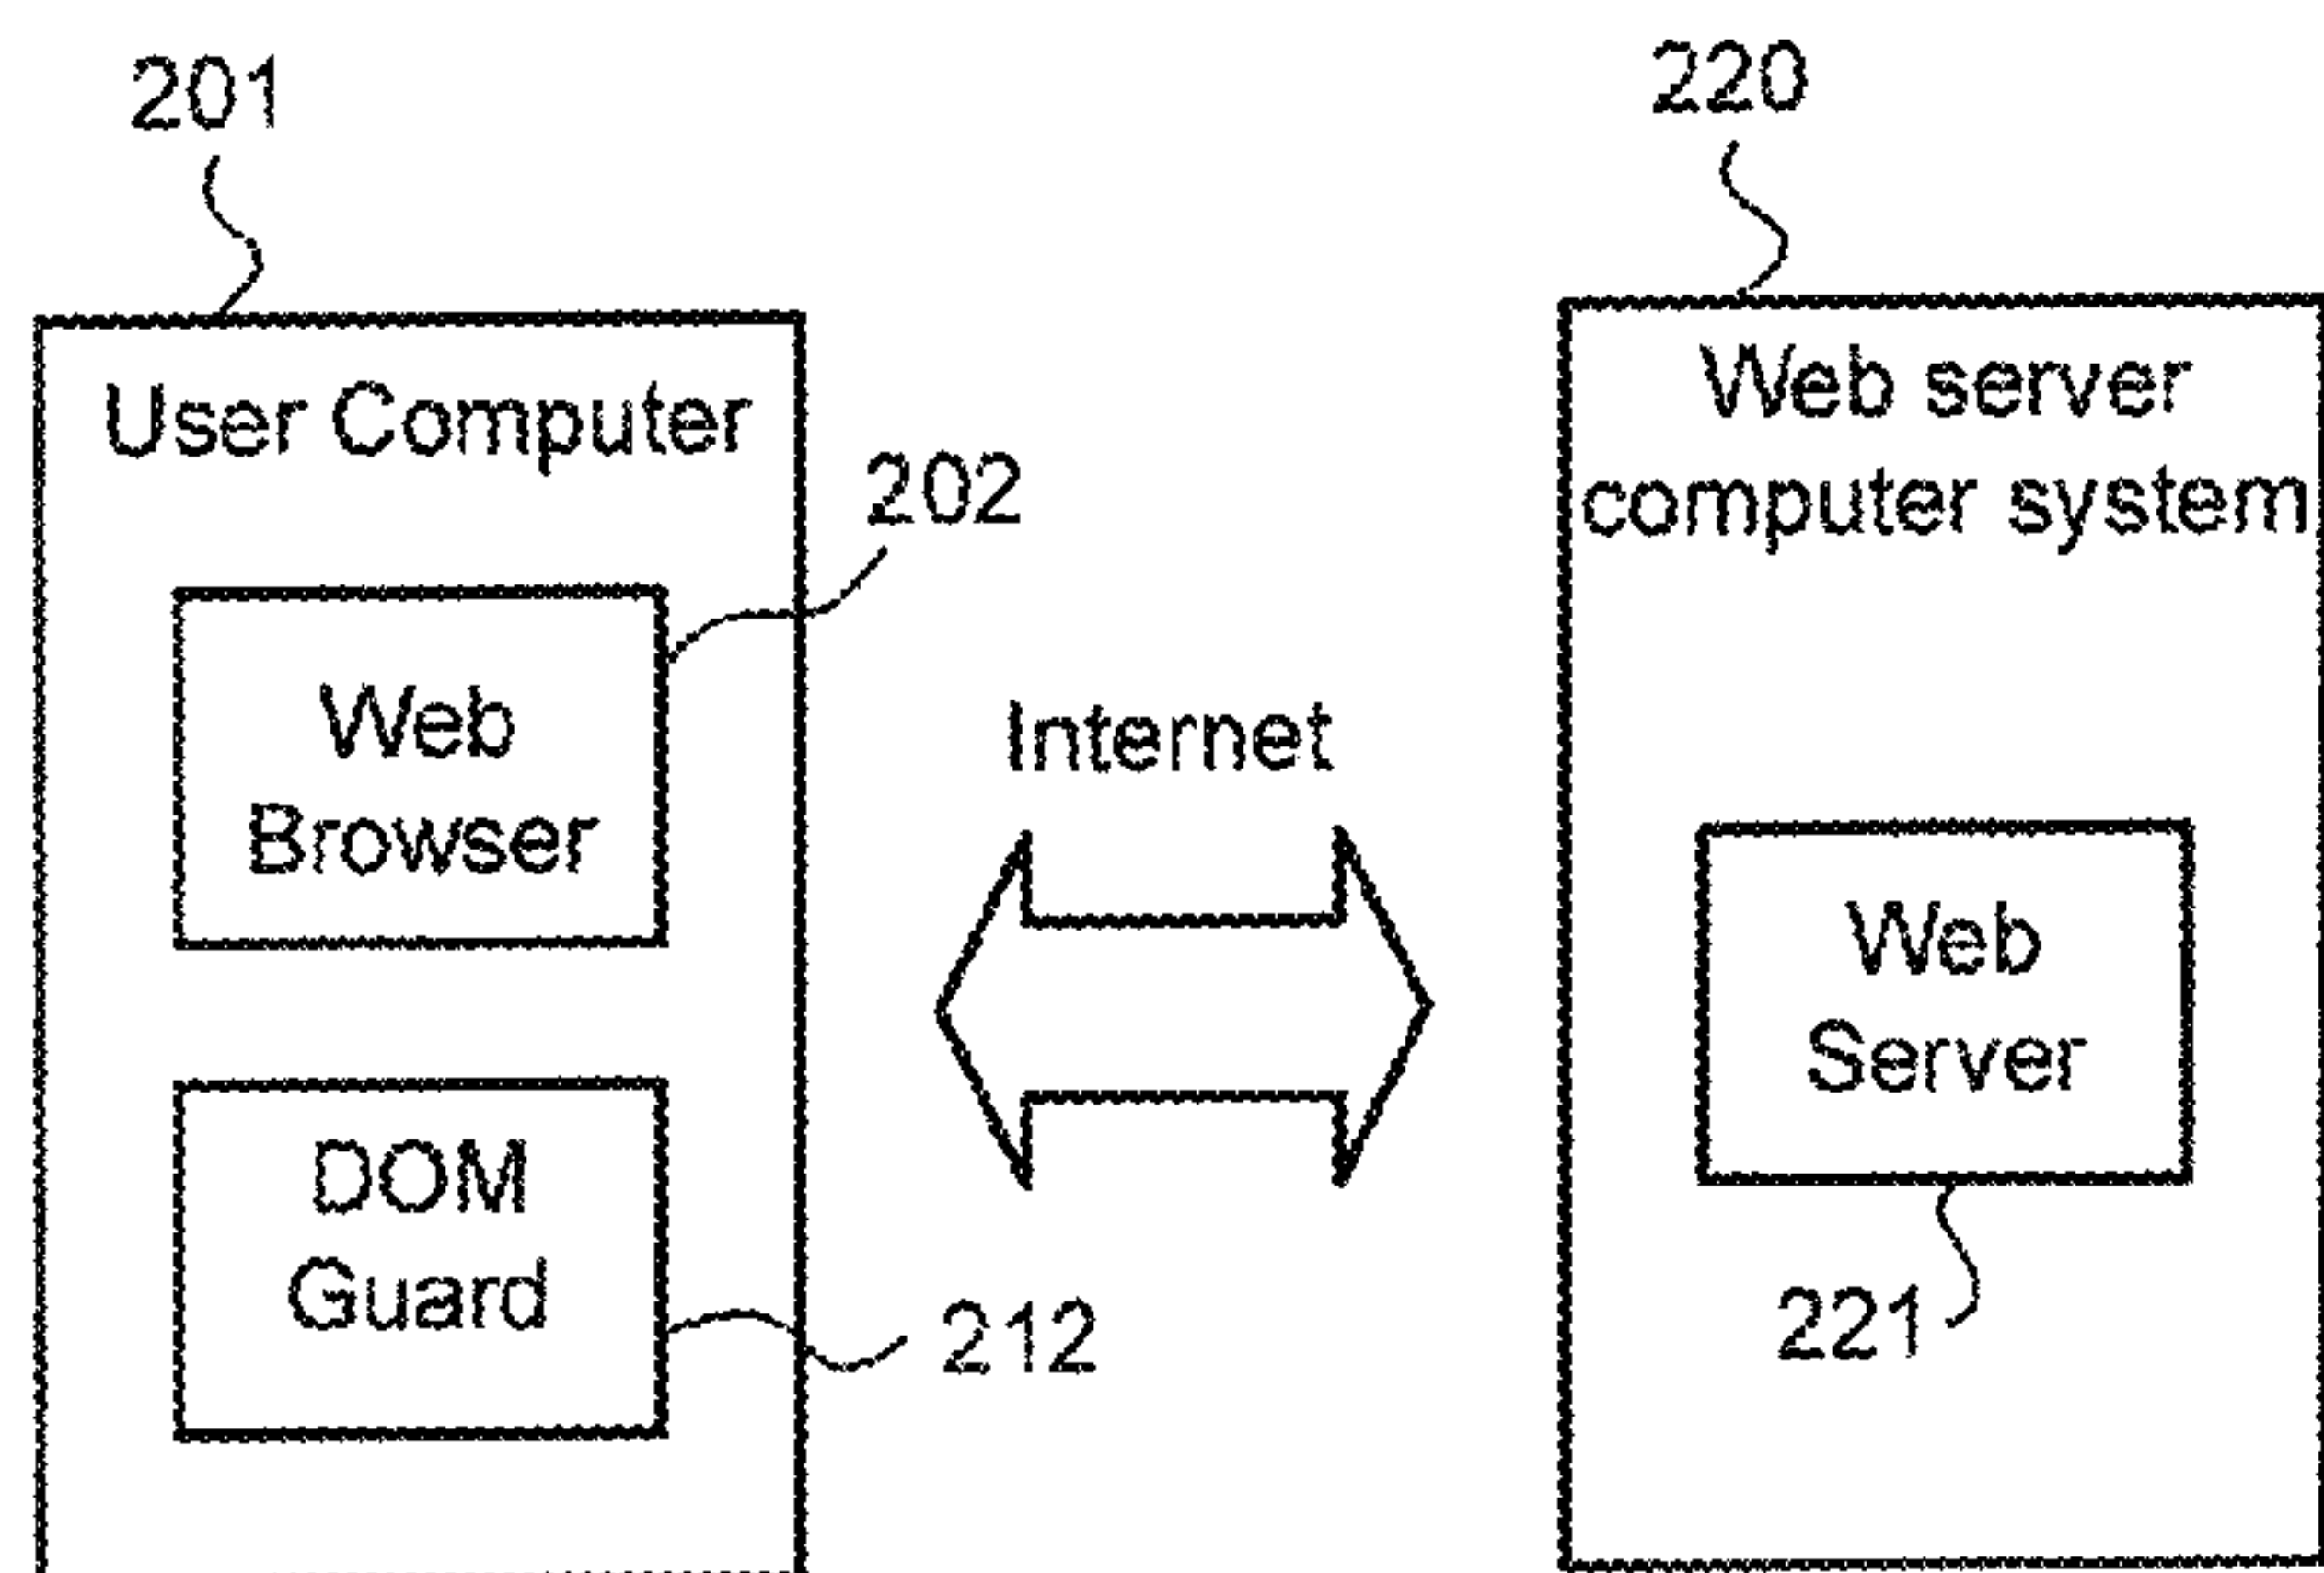 201
220
User Computer
Web server
computer system
202
Web
Browser
Internet
Web
Server
DOM
Guard
212
221